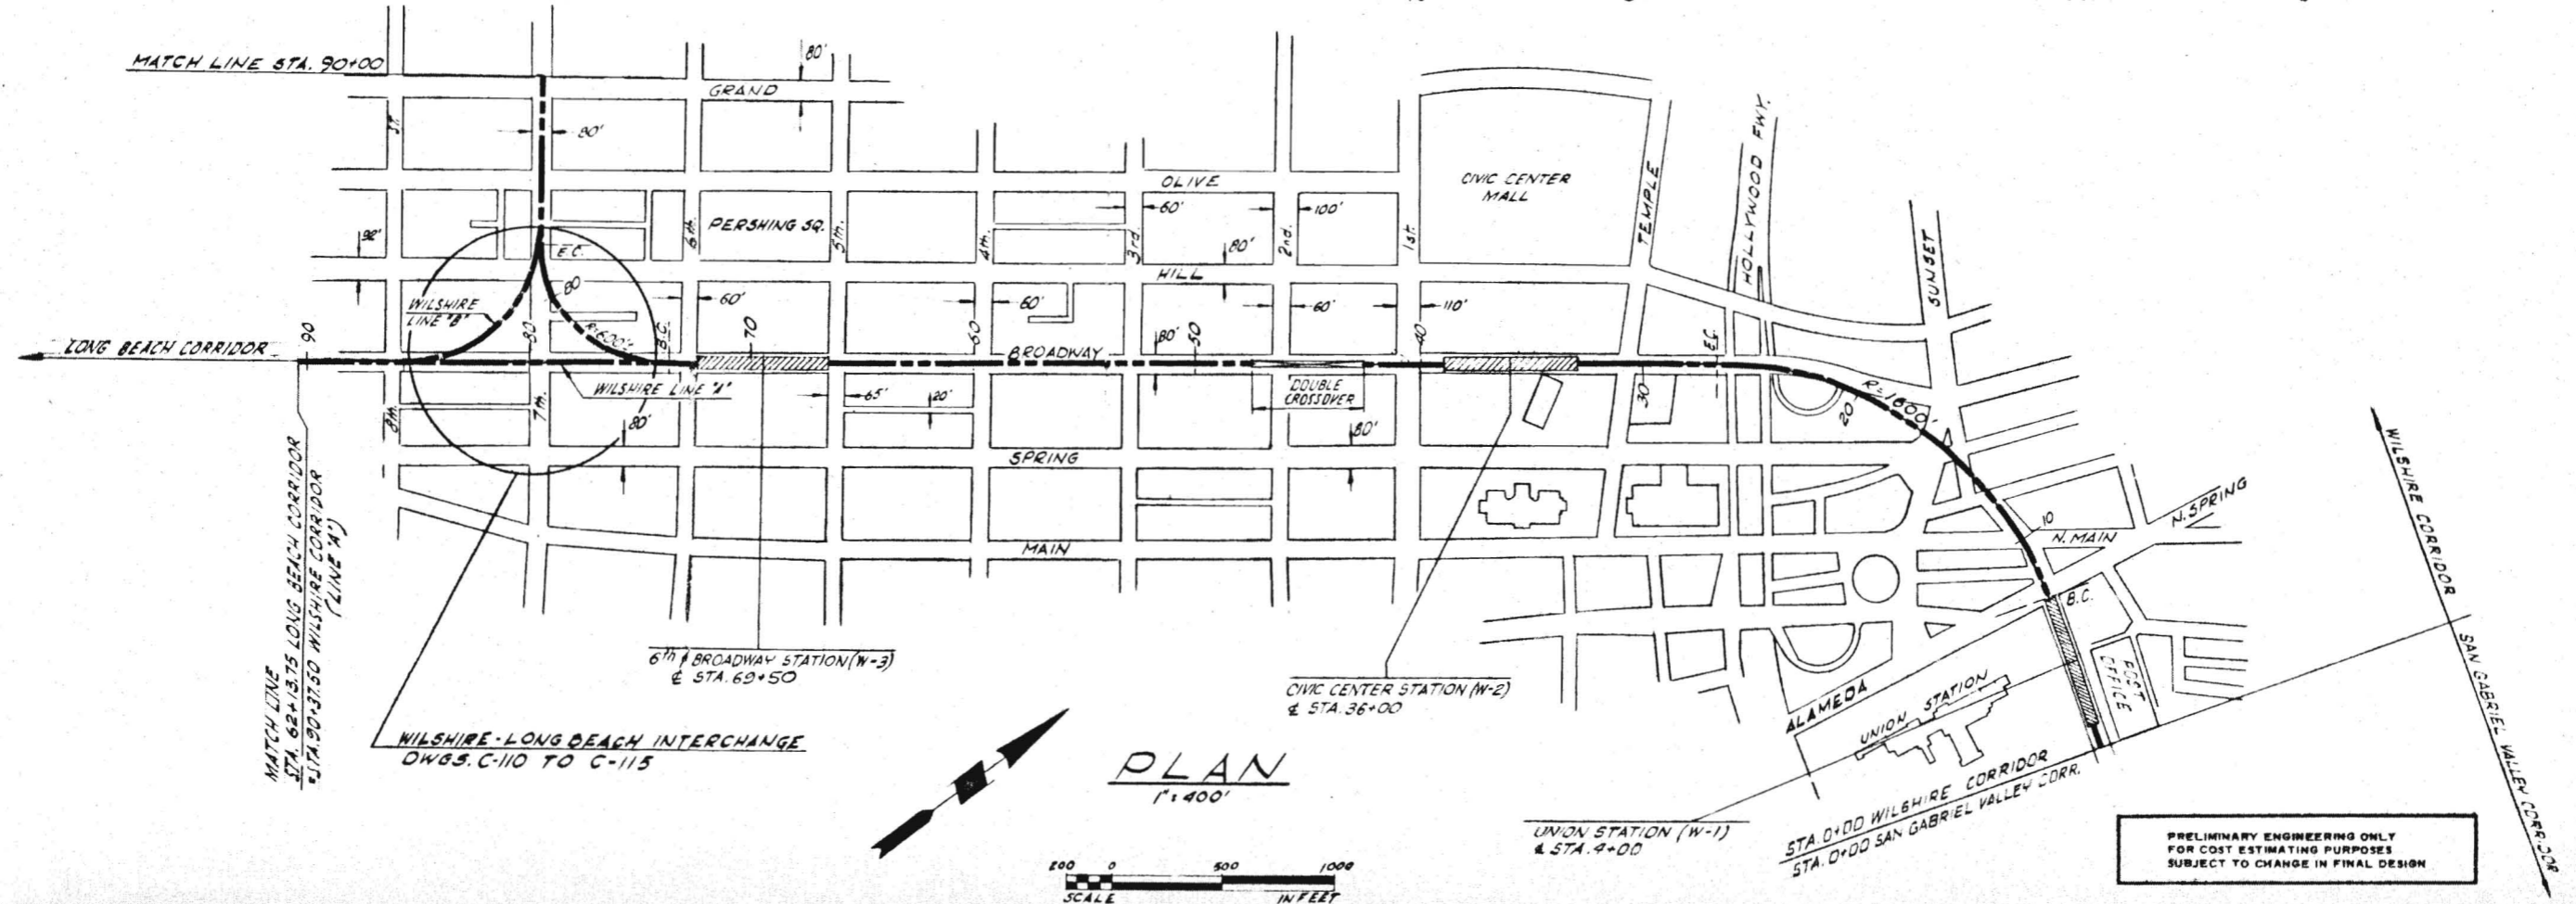 MATCH LINE STA. 90+00
80'
GRAND
80'
OLIVE
60'
100'
CIVIC CENTER
MALL
TEMPLE
HOLLYWOOD FWY.
SUNSET
PERSHING SQ.
6th.
5th.
4th.
3rd.
2nd.
1st.
92'
E.C.
80
HILL
80'
WILSHIRE
LINE "B"
R=600'
B.C.
60'
60'
60'
110'
LONG BEACH CORRIDOR
90
80
70
60
BROADWAY
80'
50
40
E.C.
WILSHIRE LINE "A"
65'
20'
DOUBLE
CROSSOVER
30
20
R=1600'
8th.
7th.
80'
80'
SPRING
MAIN
10
N. MAIN
N. SPRING
B.C.
WILSHIRE CORRIDOR
SAN GABRIEL VALLEY CORRIDOR
MATCH LINE
STA. 62+13.75 LONG BEACH CORRIDOR
=STA. 90+37.50 WILSHIRE CORRIDOR
(LINE "A")
6th & BROADWAY STATION (W-3)
℄ STA. 69+50
CIVIC CENTER STATION (W-2)
℄ STA. 36+00
ALAMEDA
UNION STATION
POST
OFFICE
WILSHIRE-LONG BEACH INTERCHANGE
DWGS. C-110 TO C-115
PLAN
1"=400'
UNION STATION (W-1)
℄ STA. 4+00
STA. 0+00 WILSHIRE CORRIDOR
STA. 0+00 SAN GABRIEL VALLEY CORR.
200 0 500 1000
SCALE IN FEET
PRELIMINARY ENGINEERING ONLY
FOR COST ESTIMATING PURPOSES
SUBJECT TO CHANGE IN FINAL DESIGN